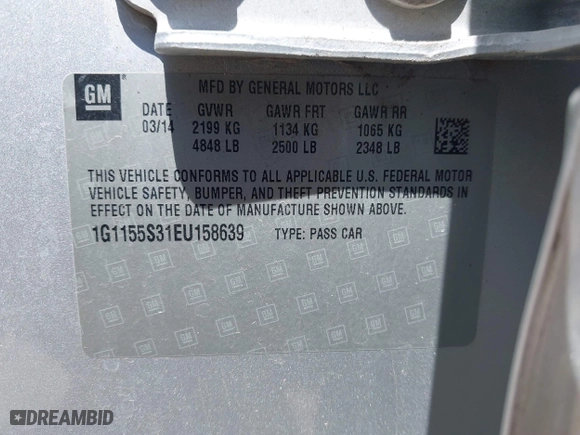 GM
MFD BY GENERAL MOTORS LLC
DATE GVWR GAWR FRT GAWR RR
03/14 2199 KG 1134 KG 1065 KG
4848 LB 2500 LB 2348 LB
THIS VEHICLE CONFORMS TO ALL APPLICABLE U.S. FEDERAL MOTOR
VEHICLE SAFETY, BUMPER, AND THEFT PREVENTION STANDARDS IN
EFFECT ON THE DATE OF MANUFACTURE SHOWN ABOVE.
1G1155S31EU158639 TYPE: PASS CAR
DREAMBID